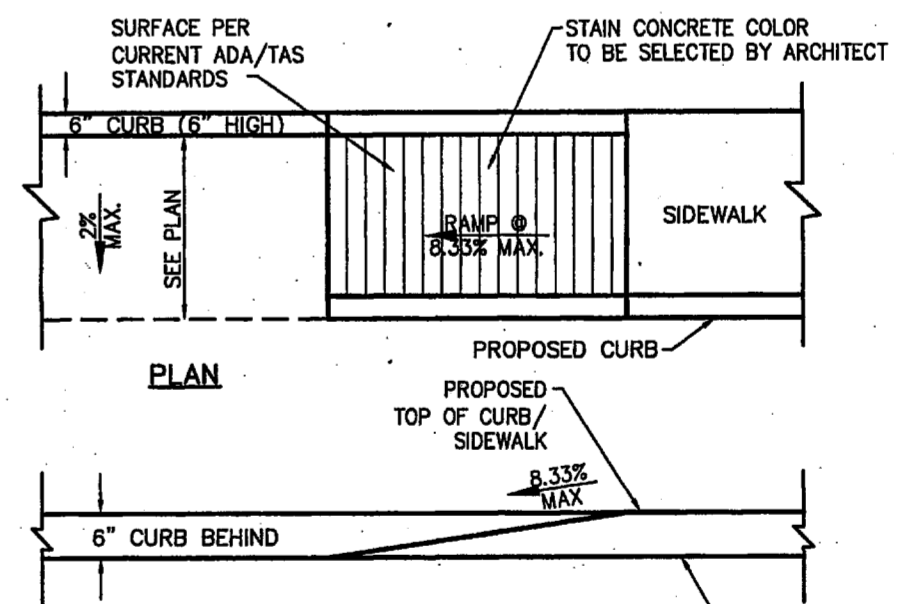 SURFACE PER
CURRENT ADA/TAS
STANDARDS
STAIN CONCRETE COLOR
TO BE SELECTED BY ARCHITECT
6" CURB (6" HIGH)
2%
MAX.
SEE PLAN
RAMP @
8.33% MAX.
SIDEWALK
PROPOSED CURB
PLAN
PROPOSED
TOP OF CURB/
SIDEWALK
8.33%
MAX
6" CURB BEHIND